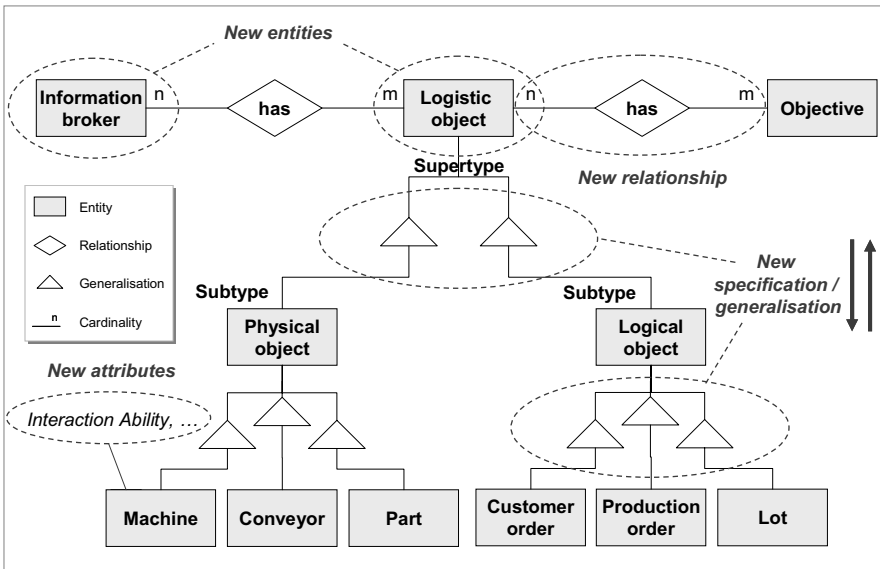 New entities
Information
broker
n
has
m
Logistic
object
n
has
m
Objective
Supertype
New relationship
Entity
Relationship
Generalisation
n
Cardinality
New
specification /
generalisation
Subtype
Subtype
Physical
object
Logical
object
New attributes
Interaction Ability, ...
Machine
Conveyor
Part
Customer
order
Production
order
Lot